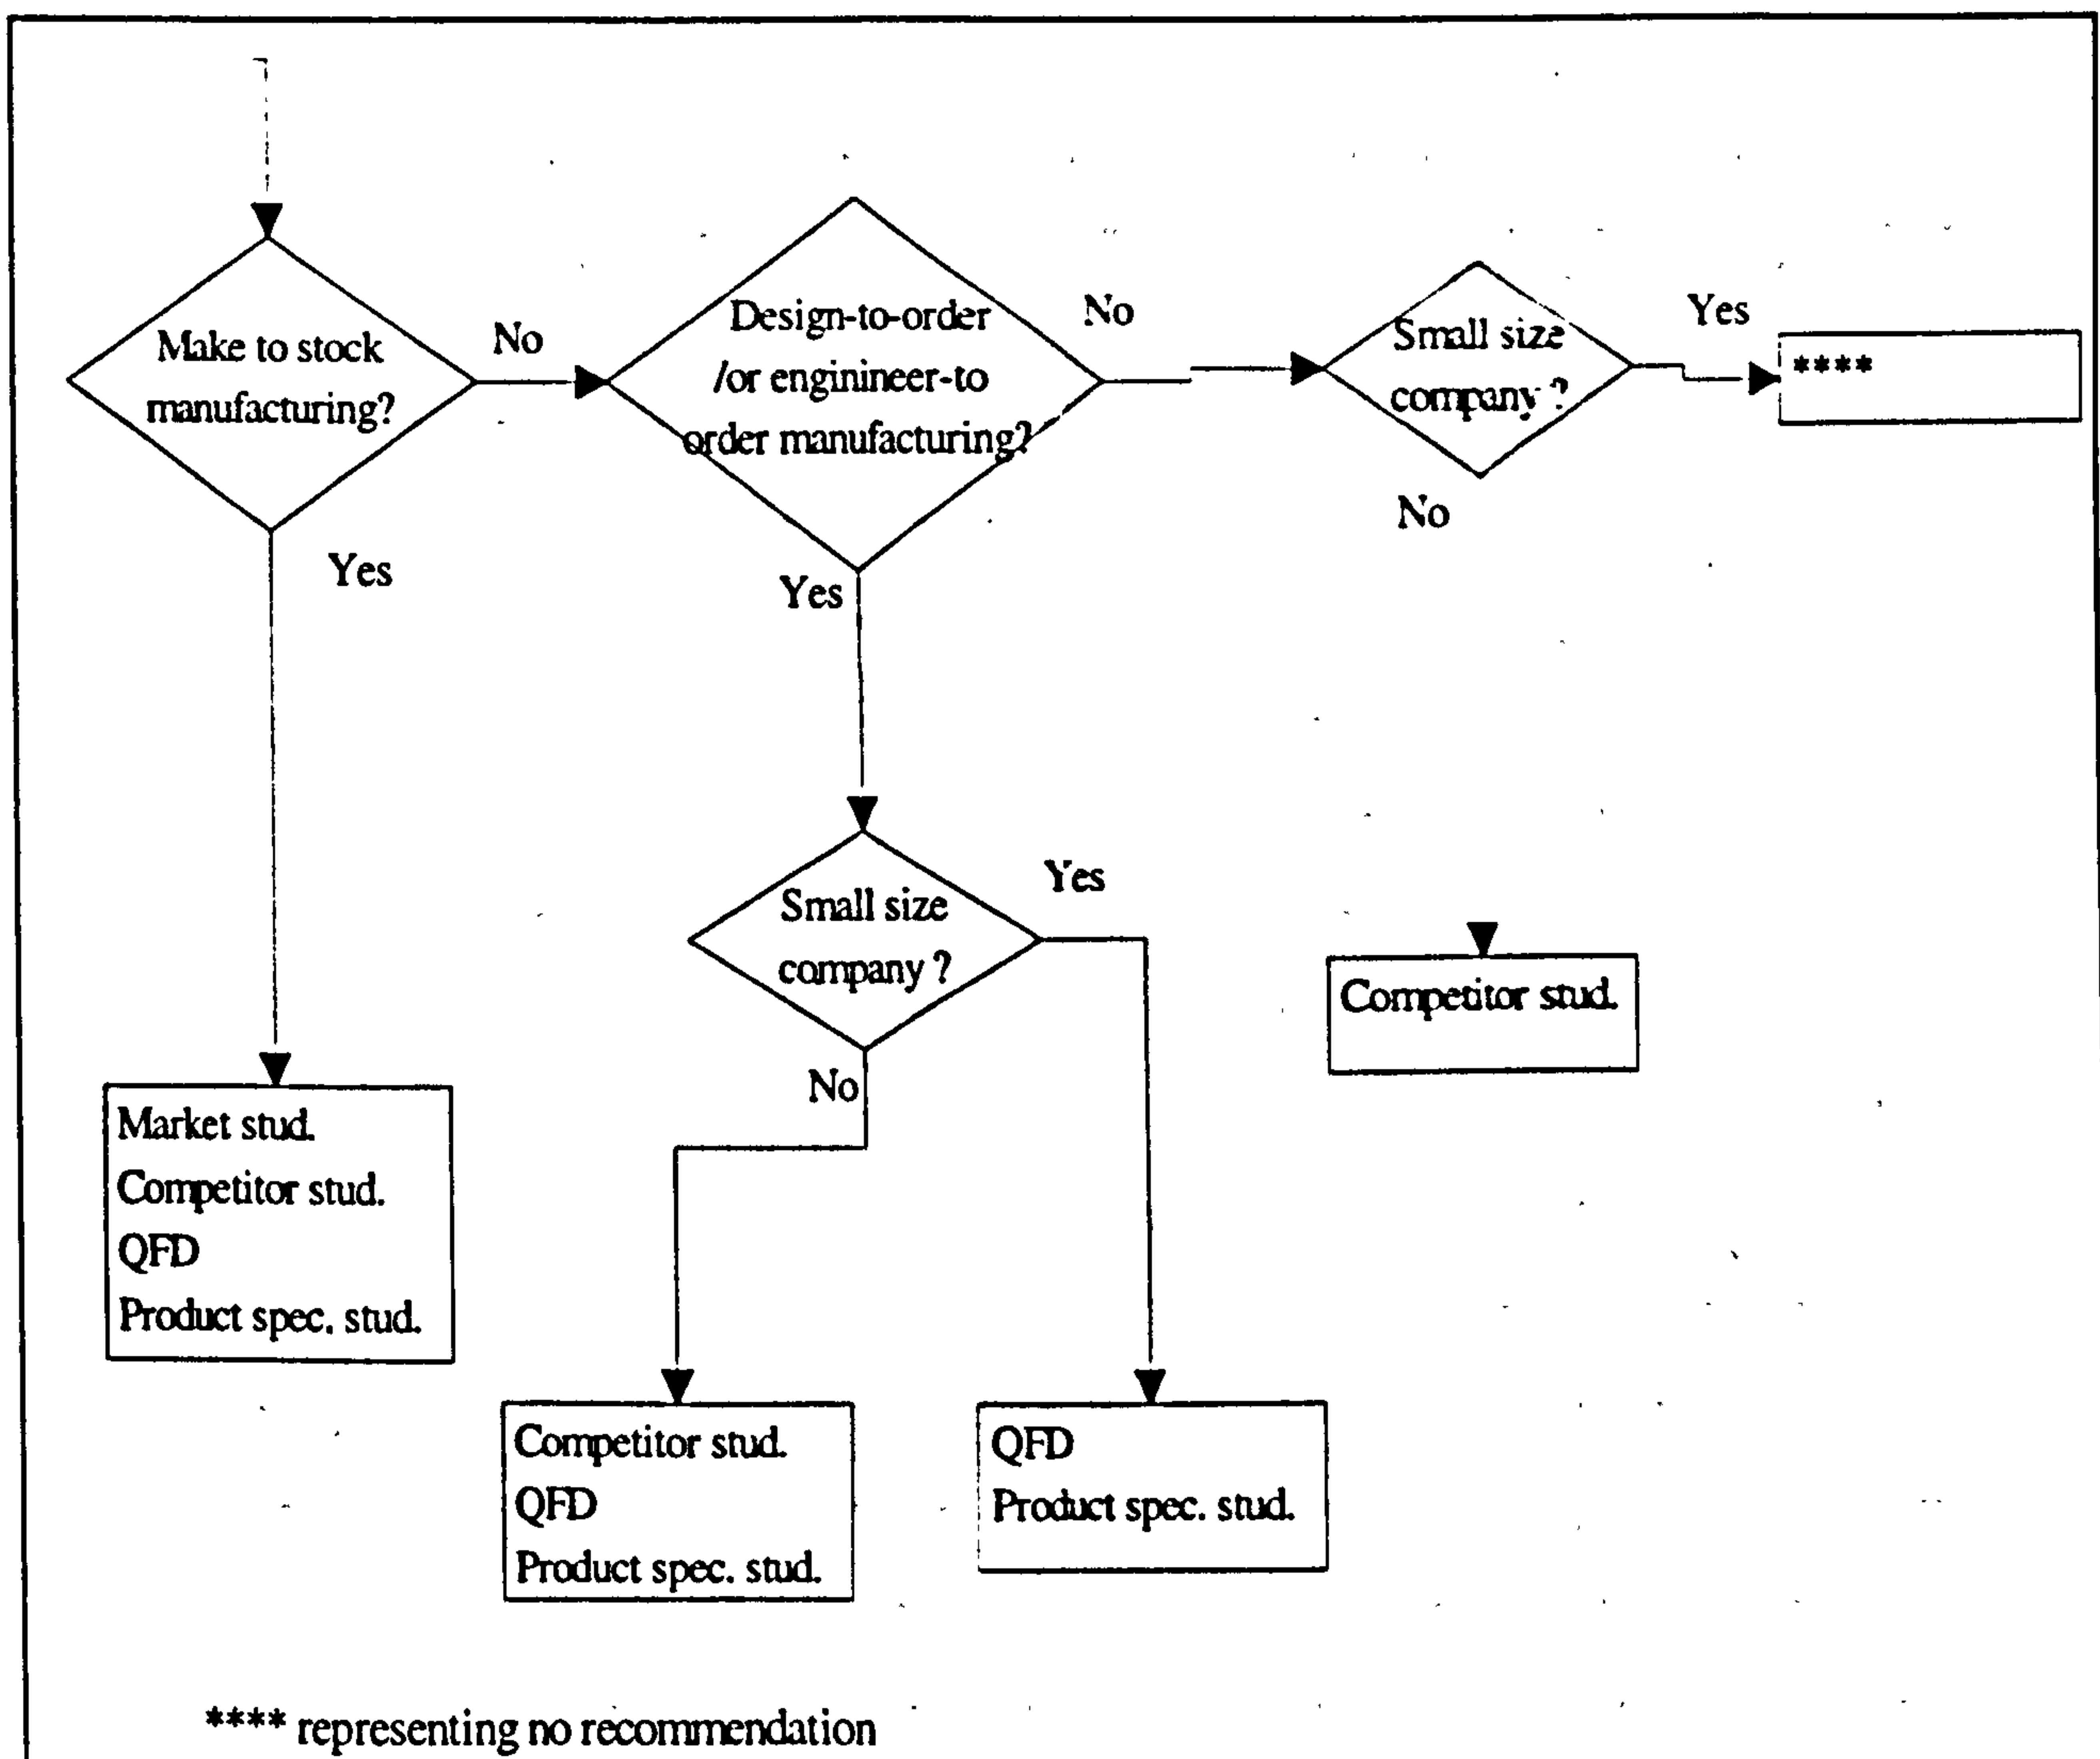 Make to stock
manufacturing?
No
Yes
Design-to-order
/or enginineer-to
order manufacturing?
No
Yes
Small size
company ?
Yes
No
****
Small size
company ?
Yes
No
Competitor stud.
Market stud.
Competitor stud.
QFD
Product spec. stud.
Competitor stud.
QFD
Product spec. stud.
QFD
Product spec. stud.
**** representing no recommendation